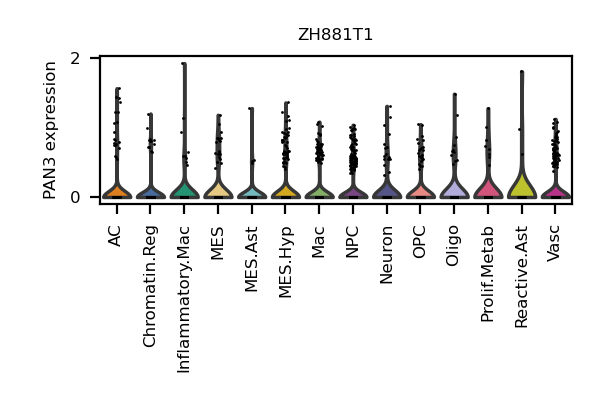 ZH881T1
PAN3 expression
2
0
AC
Chromatin.Reg
Inflammatory.Mac
MES
MES.Ast
MES.Hyp
Mac
NPC
Neuron
OPC
Oligo
Prolif.Metab
Reactive.Ast
Vasc